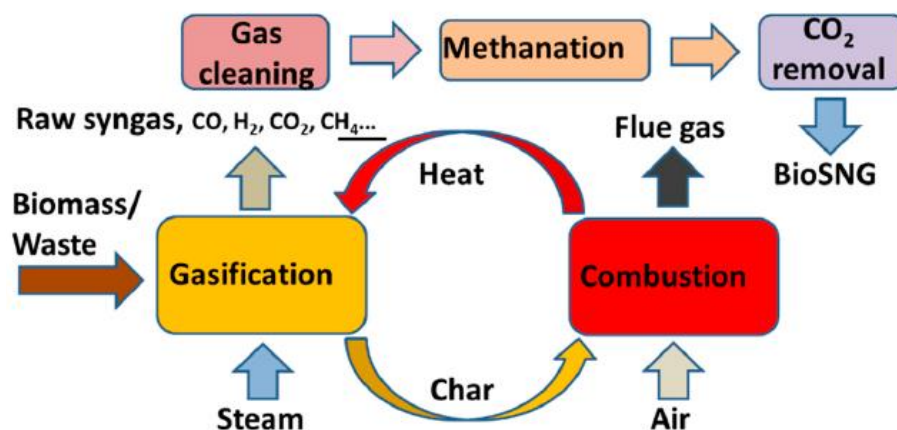 Gas
cleaning
Methanation
CO₂
removal
Raw syngas, CO, H₂, CO₂, CH₄...
Flue gas
Heat
BioSNG
Biomass/
Waste
Gasification
Combustion
Char
Steam
Air